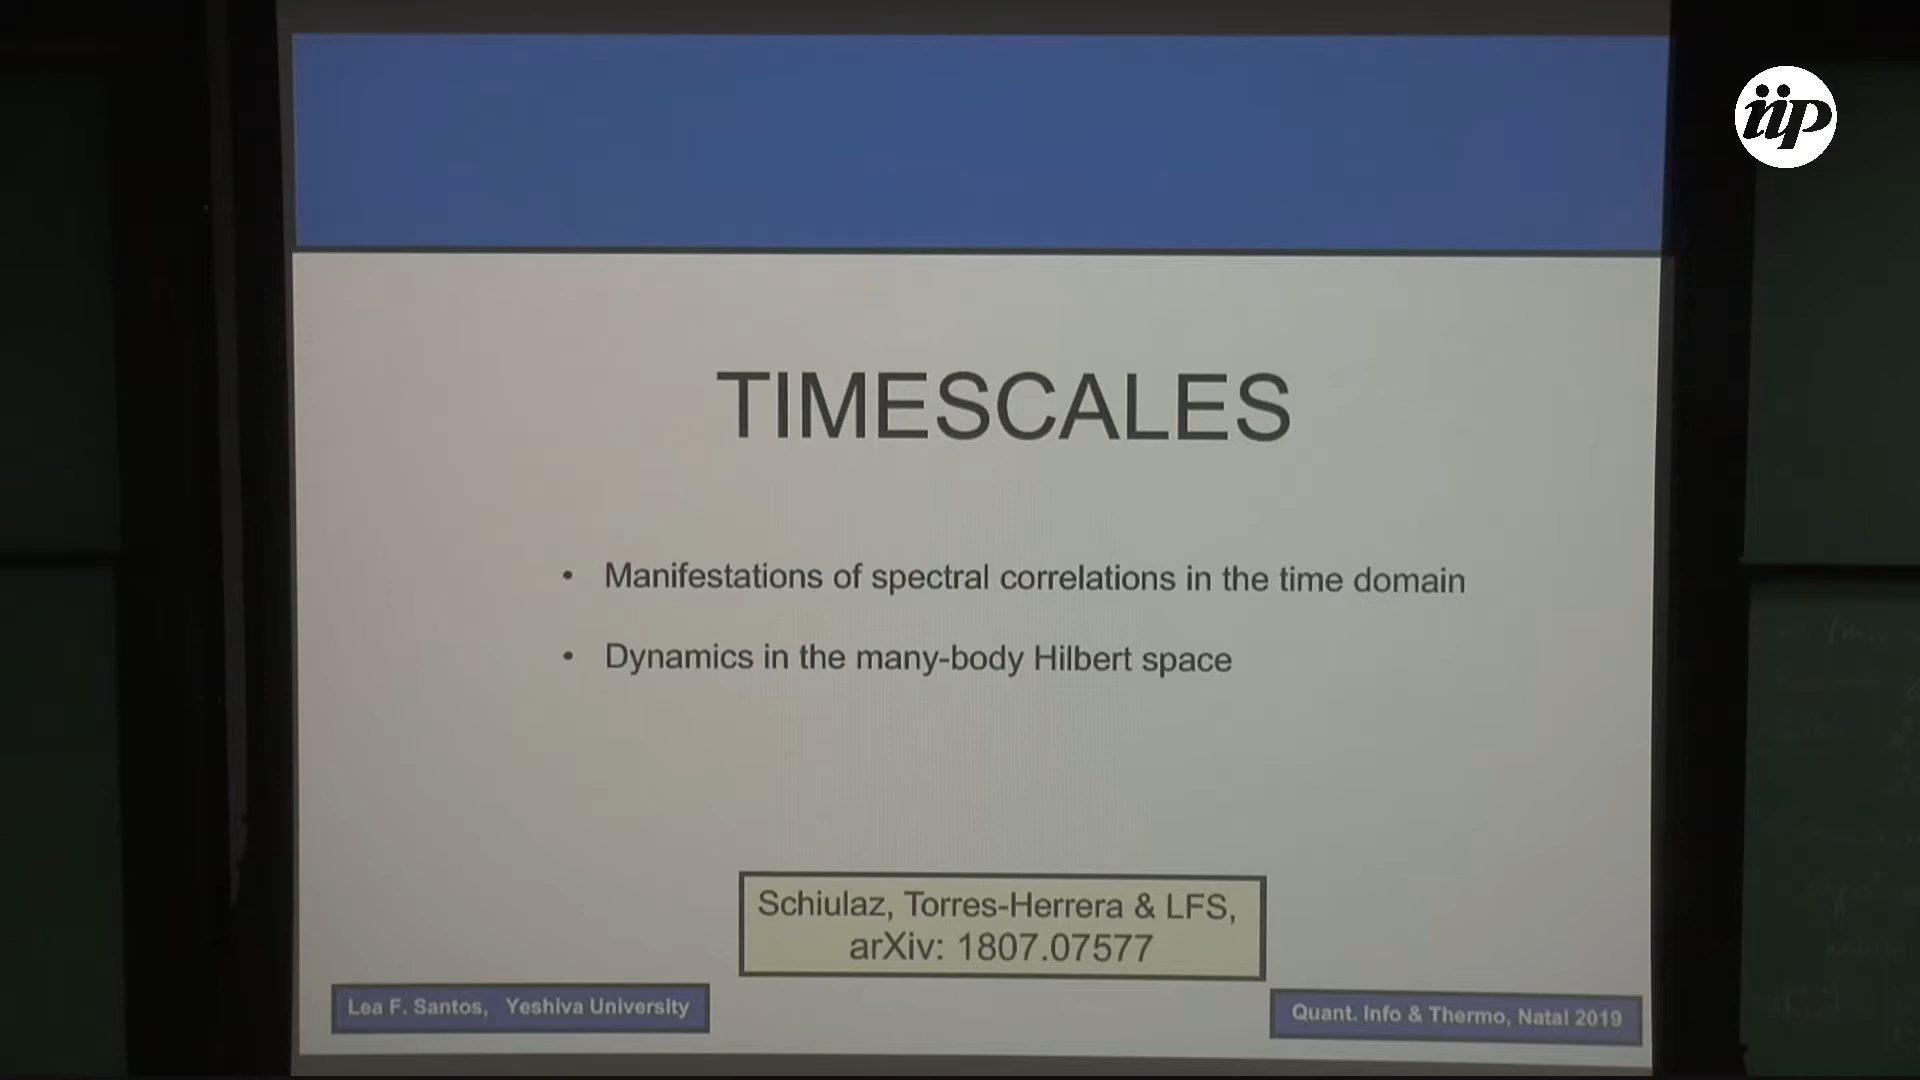 iip
TIMESCALES
• Manifestations of spectral correlations in the time domain
• Dynamics in the many-body Hilbert space
Schiulaz, Torres-Herrera & LFS,
arXiv: 1807.07577
Lea F. Santos, Yeshiva University
Quant. Info & Thermo, Natal 2019